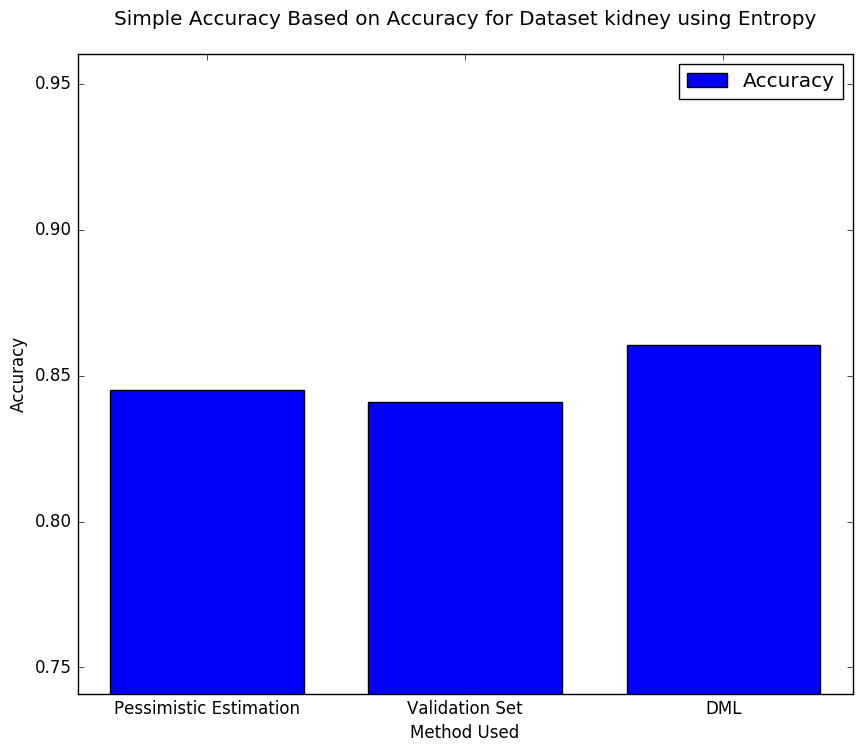 Simple Accuracy Based on Accuracy for Dataset kidney using Entropy
Accuracy
0.95
0.90
0.85
0.80
0.75
Accuracy
Pessimistic Estimation
Validation Set
DML
Method Used